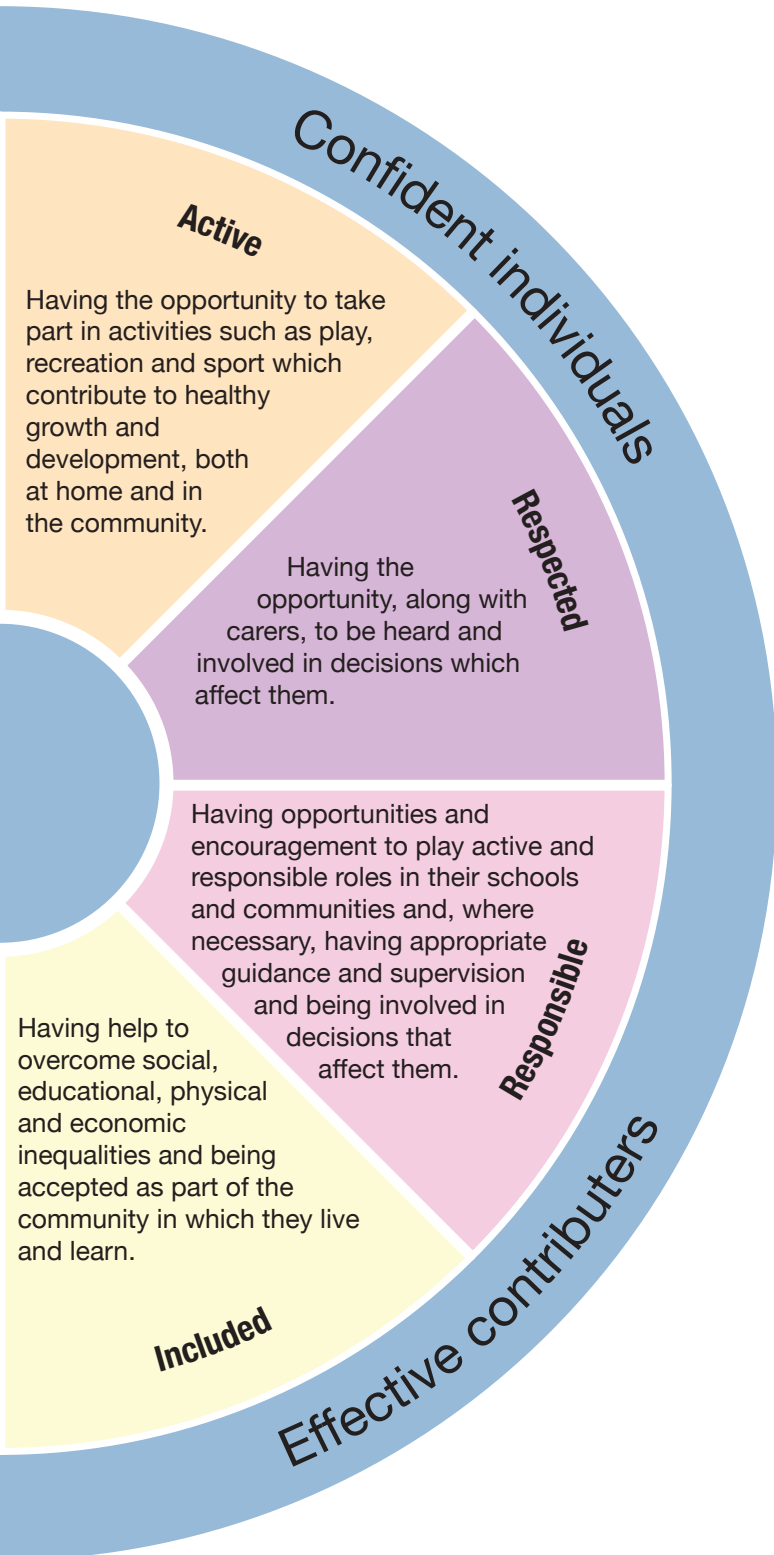 Confident individuals
Active
Having the opportunity to take
part in activities such as play,
recreation and sport which
contribute to healthy
growth and
development, both
at home and in
the community.
Respected
Having the
opportunity, along with
carers, to be heard and
involved in decisions which
affect them.
Having opportunities and
encouragement to play active and
responsible roles in their schools
and communities and, where
necessary, having appropriate
guidance and supervision
and being involved in
decisions that
affect them.
Responsible
Having help to
overcome social,
educational, physical
and economic
inequalities and being
accepted as part of the
community in which they live
and learn.
Included
Effective contributers